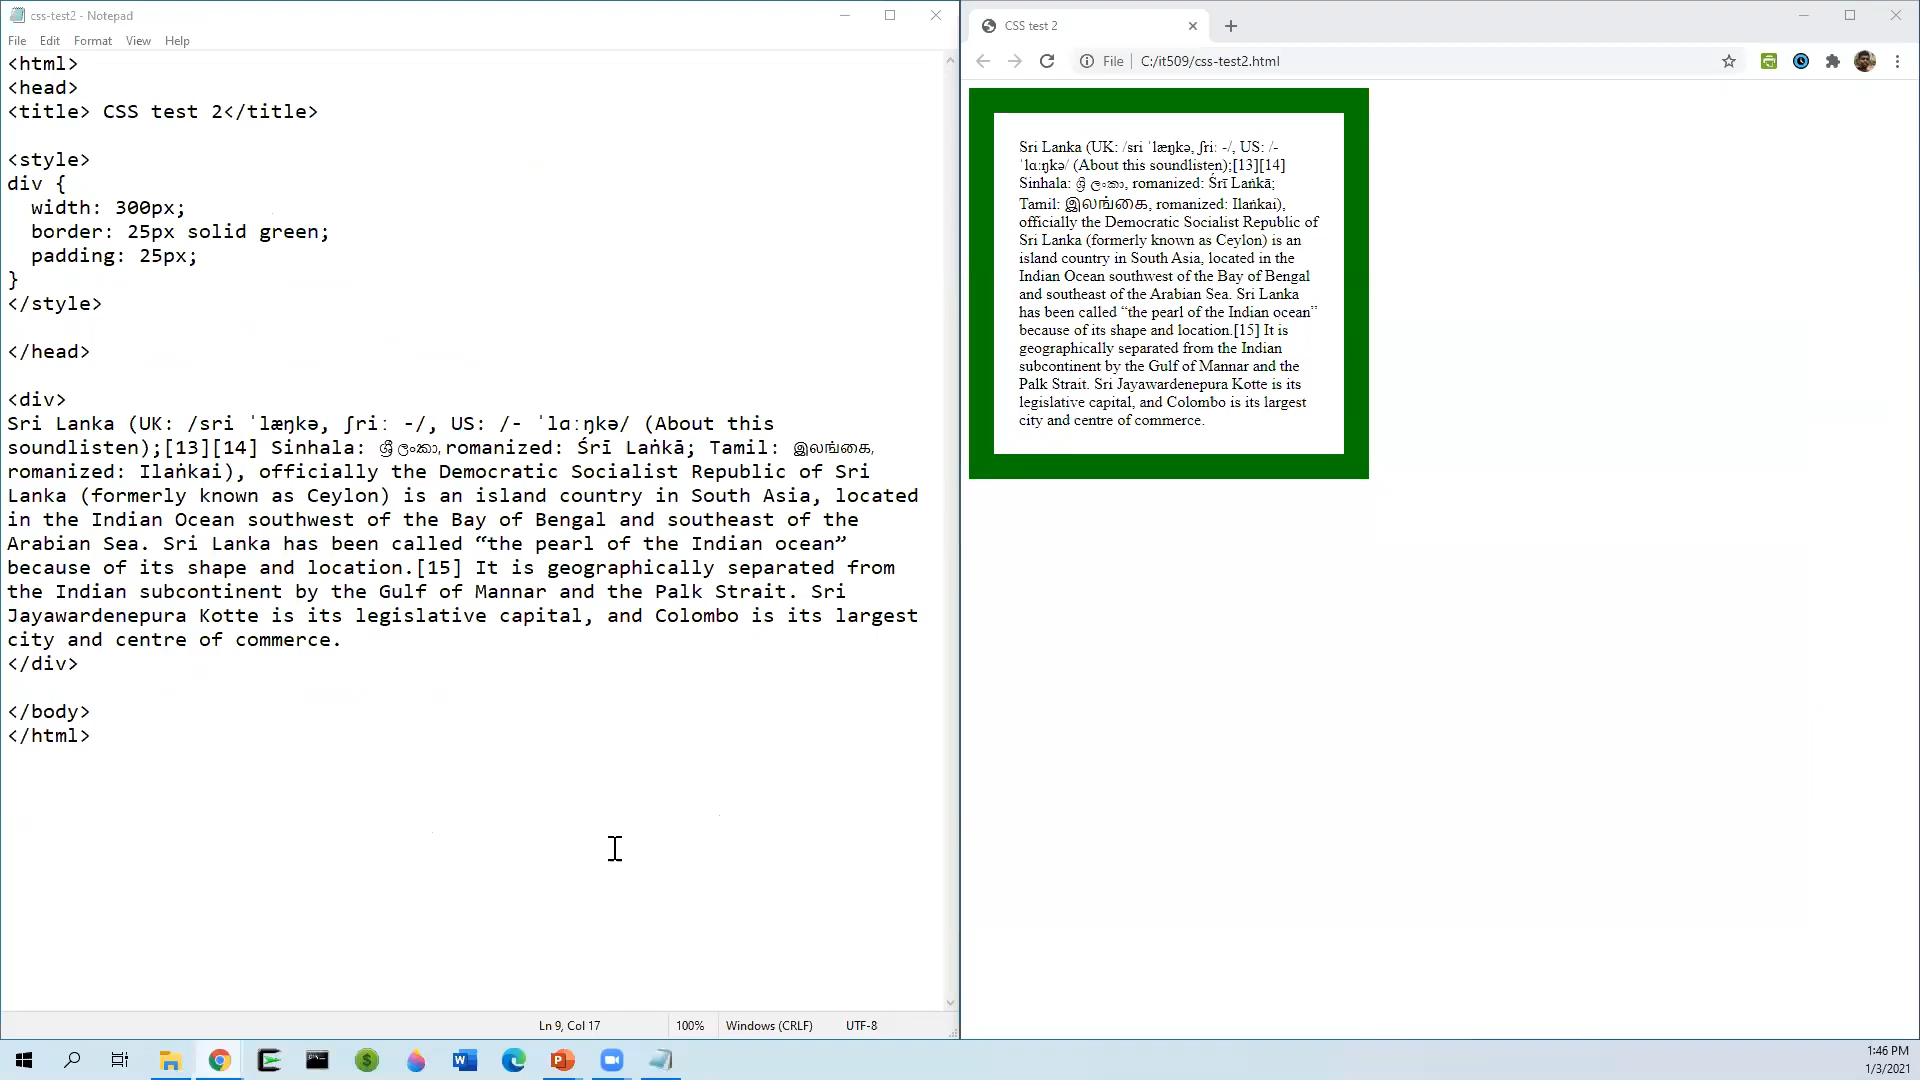 css-test2 - Notepad
File Edit Format View Help
<html>
<head>
<title> CSS test 2</title>
<style>
div {
width: 300px;
border: 25px solid green;
padding: 25px;
}
</style>
</head>
<div>
Sri Lanka (UK: /sri ˈlæŋkə, ʃriː -/, US: /- ˈlɑːŋkə/ (About this
soundlisten);[13][14] Sinhala: ශ්‍රී ලංකා, romanized: Śrī Laṅkā; Tamil: இலங்கை,
romanized: Ilaṅkai), officially the Democratic Socialist Republic of Sri
Lanka (formerly known as Ceylon) is an island country in South Asia, located
in the Indian Ocean southwest of the Bay of Bengal and southeast of the
Arabian Sea. Sri Lanka has been called “the pearl of the Indian ocean”
because of its shape and location.[15] It is geographically separated from
the Indian subcontinent by the Gulf of Mannar and the Palk Strait. Sri
Jayawardenepura Kotte is its legislative capital, and Colombo is its largest
city and centre of commerce.
</div>
</body>
</html>
Ln 9, Col 17 100% Windows (CRLF) UTF-8
CSS test 2
File C:/it509/css-test2.html
Sri Lanka (UK: /sri ˈlæŋkə, ʃriː -/, US: /-
ˈlɑːŋkə/ (About this soundlisten);[13][14]
Sinhala: ශ්‍රී ලංකා, romanized: Śrī Laṅkā;
Tamil: இலங்கை, romanized: Ilaṅkai),
officially the Democratic Socialist Republic of
Sri Lanka (formerly known as Ceylon) is an
island country in South Asia, located in the
Indian Ocean southwest of the Bay of Bengal
and southeast of the Arabian Sea. Sri Lanka
has been called “the pearl of the Indian ocean”
because of its shape and location.[15] It is
geographically separated from the Indian
subcontinent by the Gulf of Mannar and the
Palk Strait. Sri Jayawardenepura Kotte is its
legislative capital, and Colombo is its largest
city and centre of commerce.
1:46 PM
1/3/2021